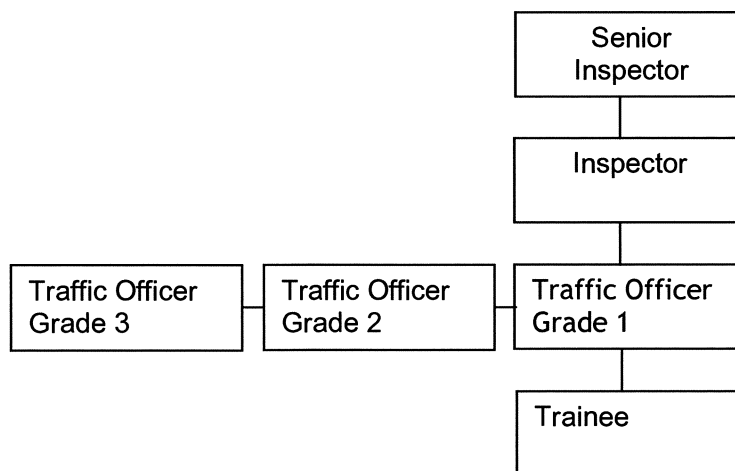 Senior
Inspector
Inspector
Traffic Officer
Grade 3
Traffic Officer
Grade 2
Traffic Officer
Grade 1
Trainee